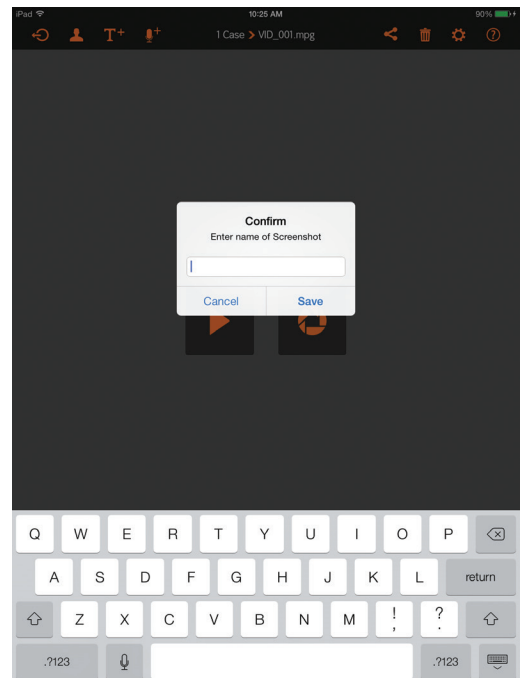 iPad 10:25 AM 90%
T+ 1 Case > VID_001.mpg ?
Confirm
Enter name of Screenshot
Cancel Save
Q W E R T Y U I O P
A S D F G H J K L return
Z X C V B N M ! , ? .
.?123 .?123